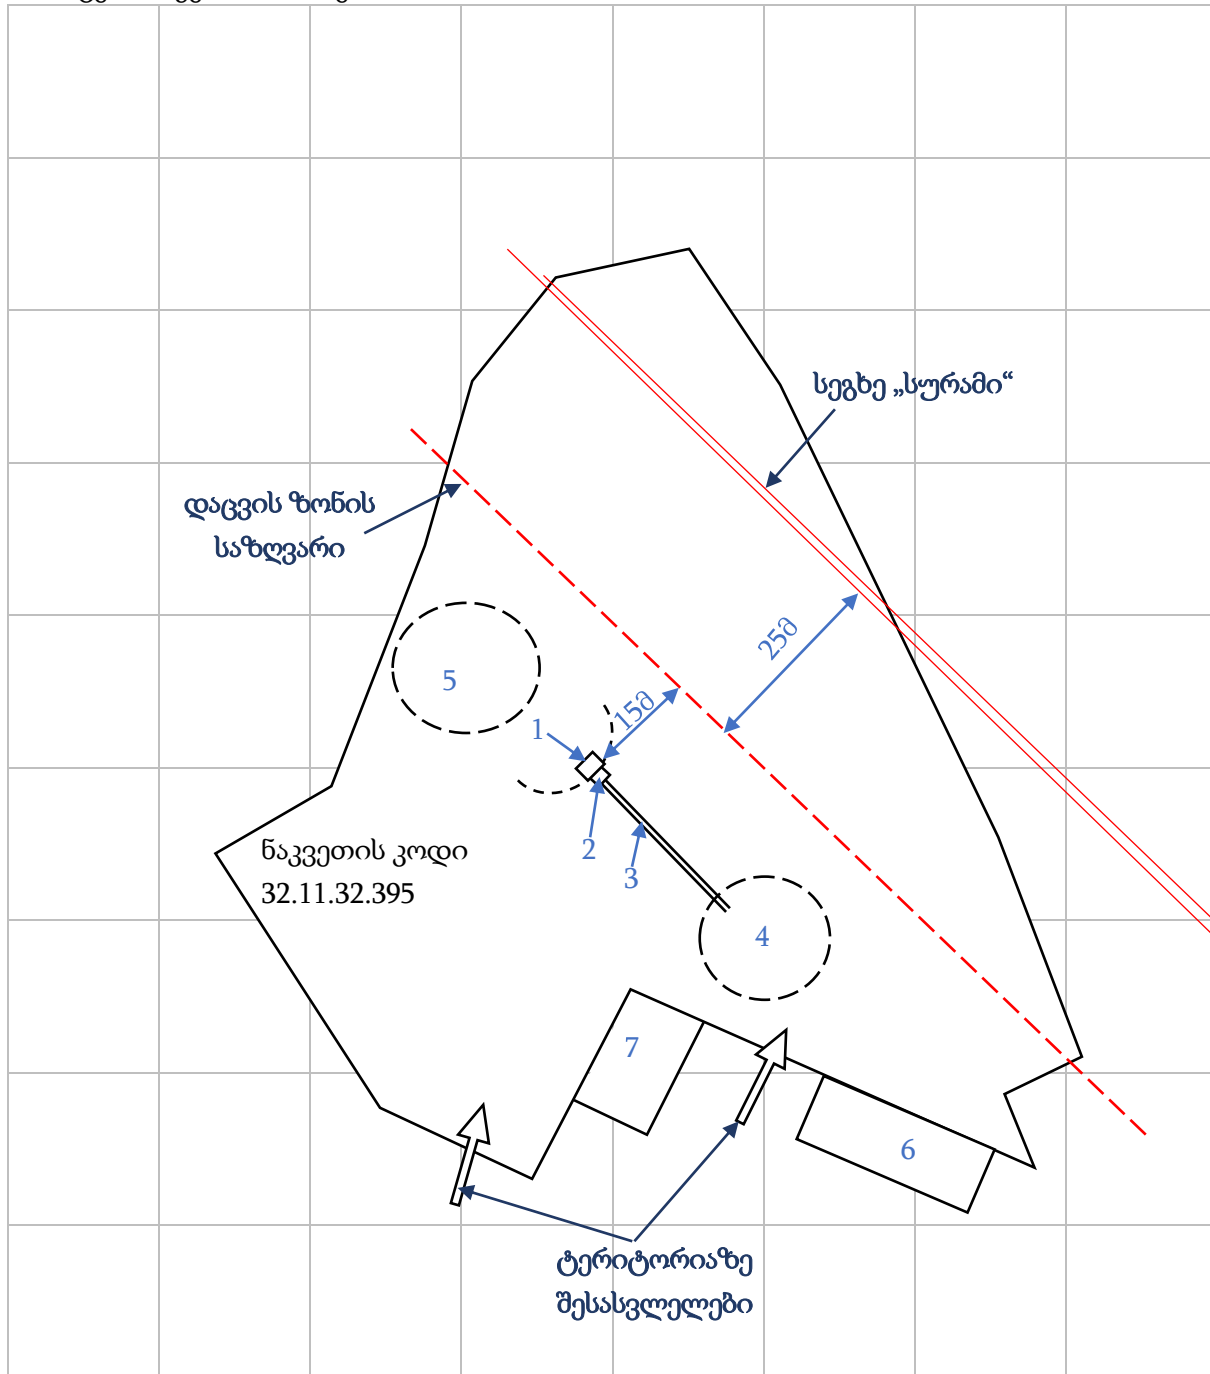 სეგხე „სურამი“
დაცვის ზონის
საზღვარი
25მ
15მ
5
1
2
3
ნაკვეთის კოდი
32.11.32.395
4
7
6
ტერიტორიაზე
შესასვლელები